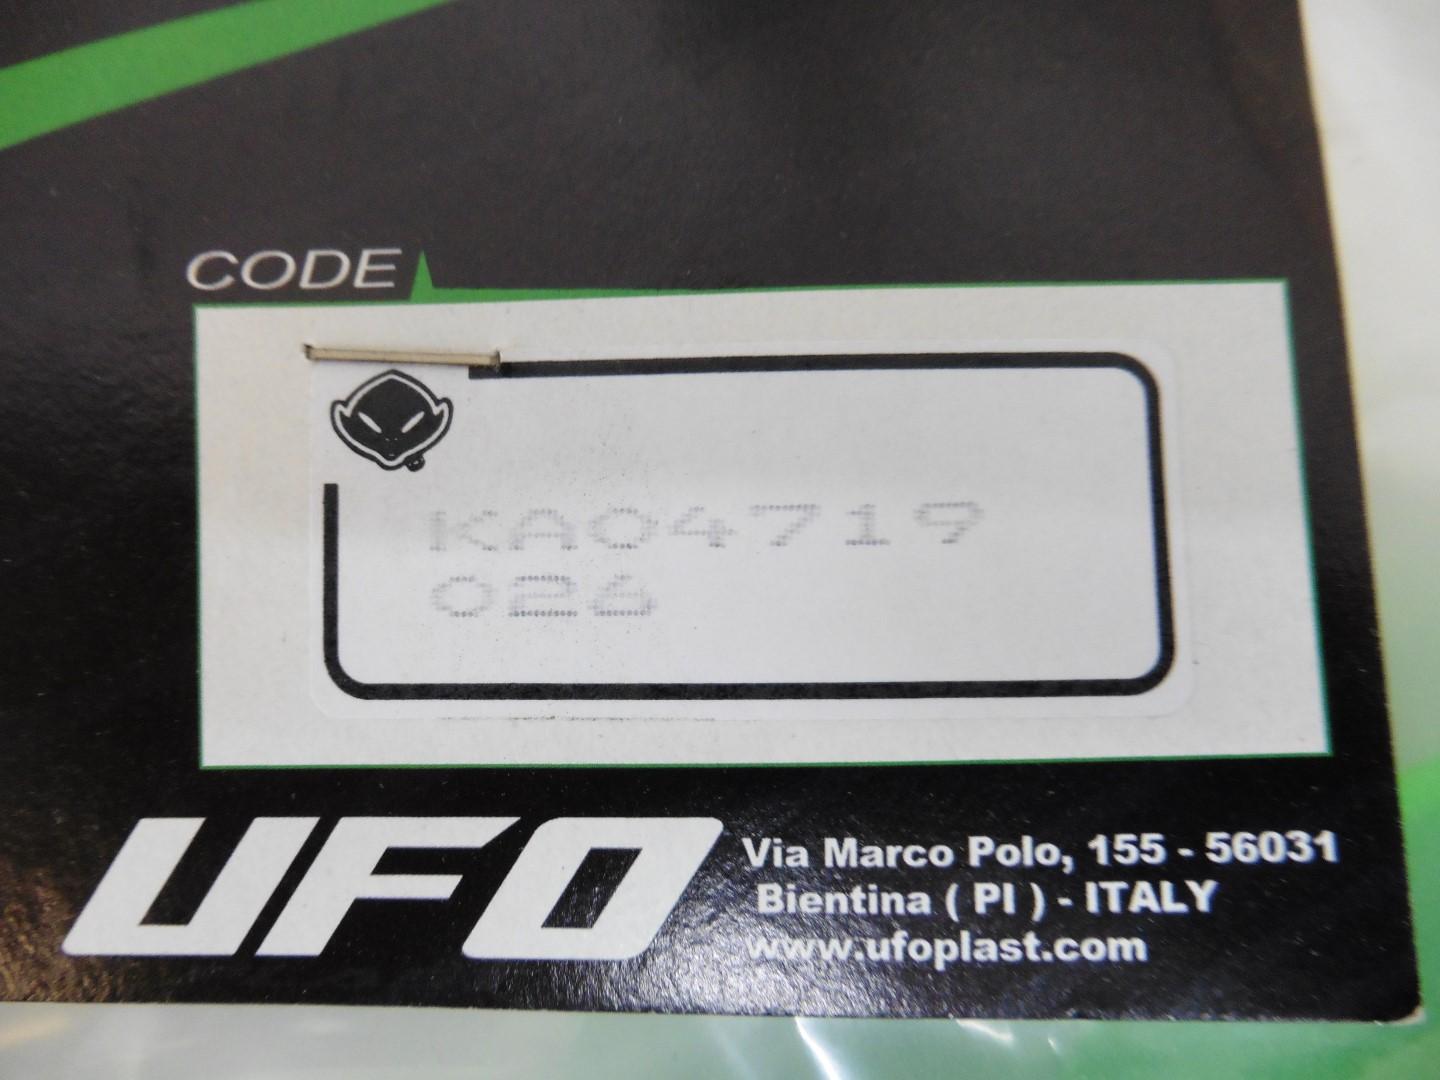 CODE
KA04719
026
UFO
Via Marco Polo, 155 - 56031
Bientina ( PI ) - ITALY
www.ufoplast.com